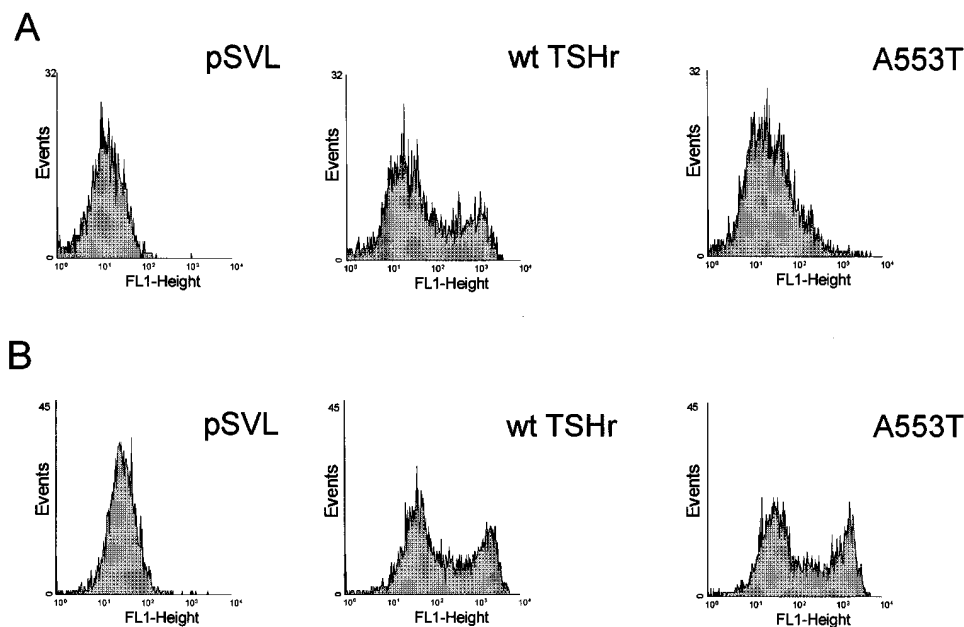 A
pSVL
wt TSHr
A553T
32
Events
0
10⁰ 10¹ 10² 10³ 10⁴
FL1-Height
32
Events
0
10⁰ 10¹ 10² 10³ 10⁴
FL1-Height
32
Events
0
10⁰ 10¹ 10² 10³ 10⁴
FL1-Height
B
pSVL
wt TSHr
A553T
45
Events
0
10⁰ 10¹ 10² 10³ 10⁴
FL1-Height
45
Events
0
10⁰ 10¹ 10² 10³ 10⁴
FL1-Height
45
Events
0
10⁰ 10¹ 10² 10³ 10⁴
FL1-Height